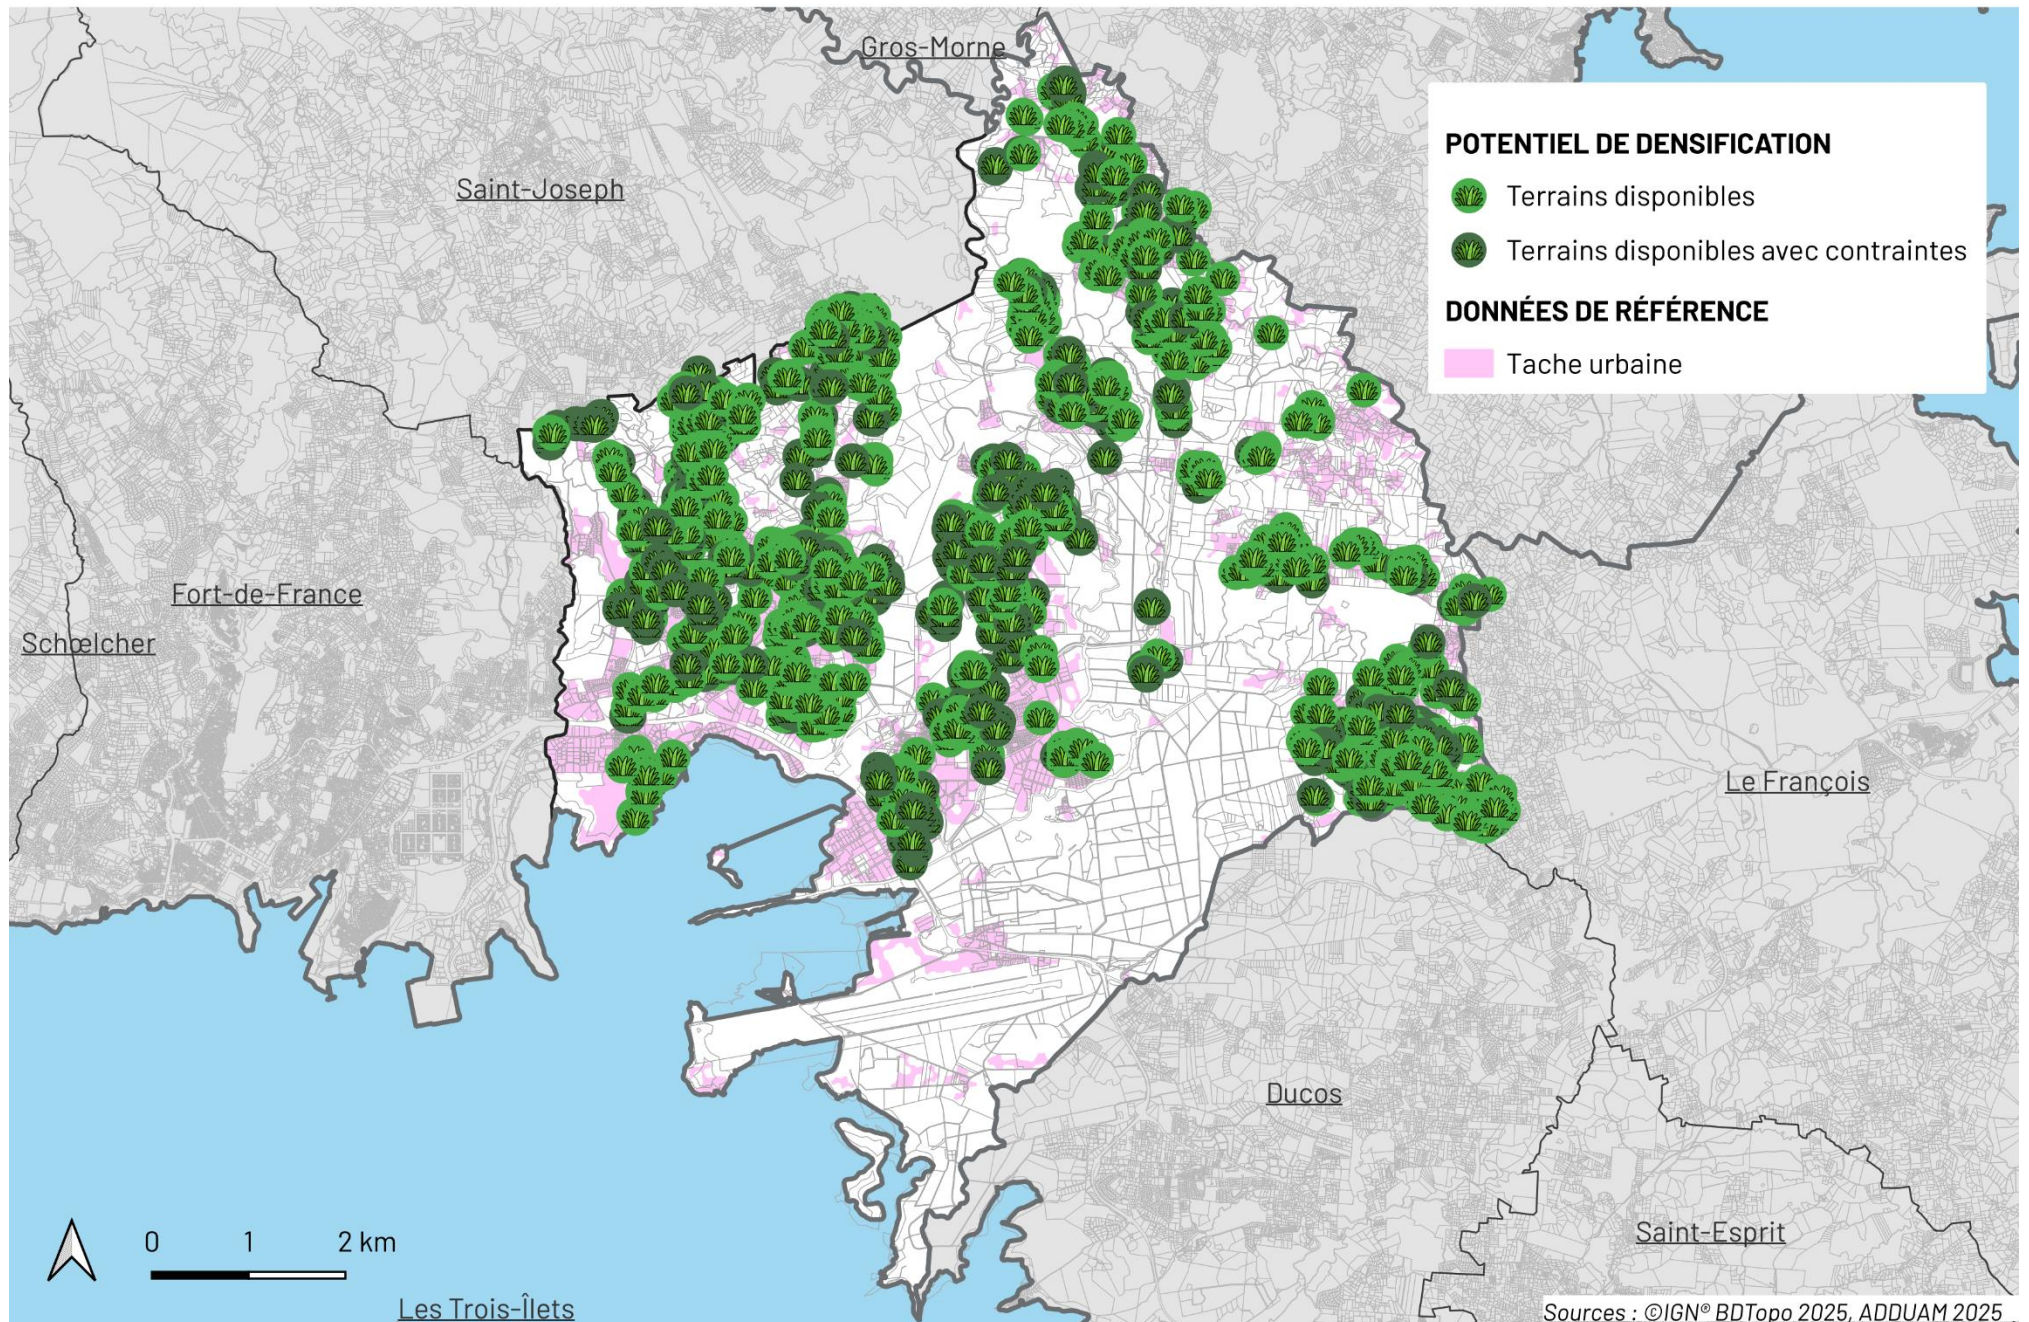 Gros-Morne
POTENTIEL DE DENSIFICATION
Terrains disponibles
Terrains disponibles avec contraintes
DONNÉES DE RÉFÉRENCE
Tache urbaine
Saint-Joseph
Fort-de-France
Schœlcher
Le François
Ducos
Saint-Esprit
0 1 2 km
Les Trois-Îlets
Sources : ©IGN® BDTopo 2025, ADDUAM 2025